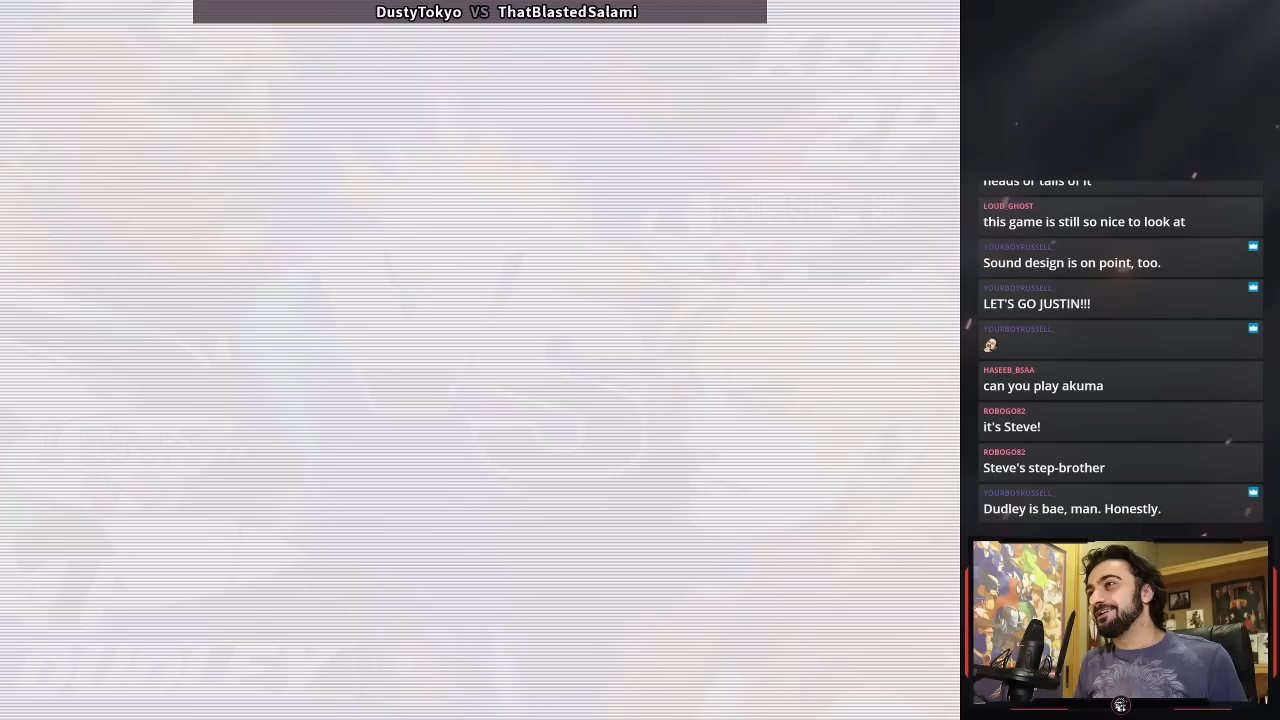 DustyTokyo VS ThatBlastedSalami
VS
DUDLEY
heads or tails of it
LOUD_GHOST
this game is still so nice to look at
YOURBOYRUSSELL_
Sound design is on point, too.
YOURBOYRUSSELL_
LET'S GO JUSTIN!!!
YOURBOYRUSSELL_
HASEEB_BSAA
can you play akuma
ROBOGO82
it's Steve!
ROBOGO82
Steve's step-brother
YOURBOYRUSSELL_
Dudley is bae, man. Honestly.